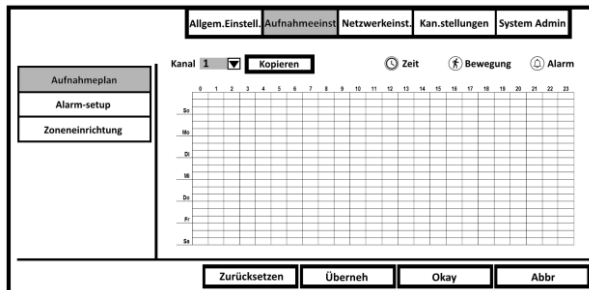 Allgem.Einstell. Aufnahmeeinst Netzwerkeinst. Kan.stellungen System Admin
Kanal 1 Kopieren Zeit Bewegung Alarm
Aufnahmeplan
Alarm-setup
Zoneneinrichtung
0 1 2 3 4 5 6 7 8 9 10 11 12 13 14 15 16 17 18 19 20 21 22 23
So
Mo
Di
Mi
Do
Fr
Sa
Zurücksetzen Überneh Okay Abbr